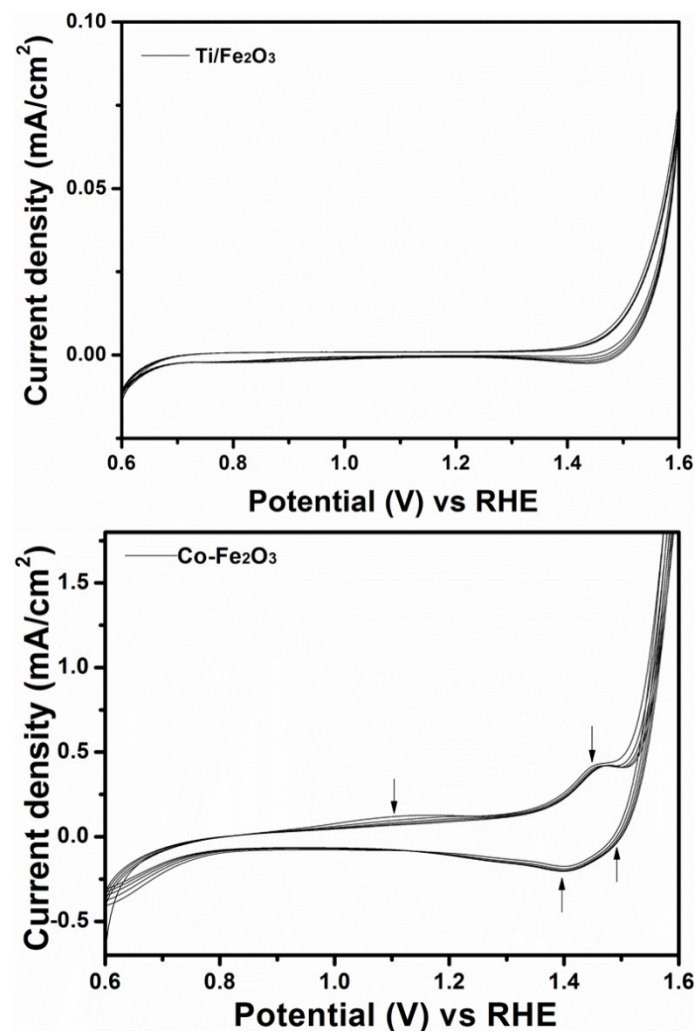 0.10
Ti/Fe₂O₃
0.05
0.00
Current density (mA/cm²)
0.6 0.8 1.0 1.2 1.4 1.6
Potential (V) vs RHE
Co-Fe₂O₃
1.5
1.0
0.5
0.0
-0.5
Current density (mA/cm²)
0.6 0.8 1.0 1.2 1.4 1.6
Potential (V) vs RHE